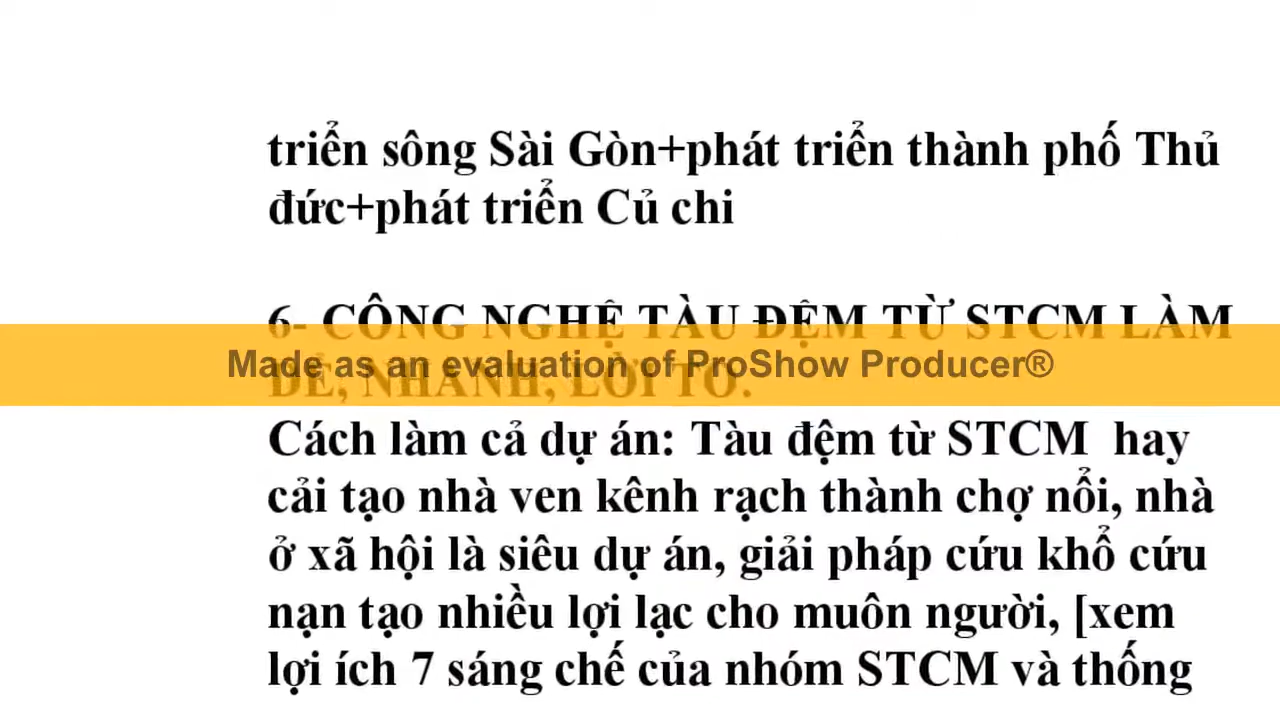 triển sông Sài Gòn+phát triển thành phố Thủ
đức+phát triển Củ chi
6- CÔNG NGHỆ TÀU ĐỆM TỪ STCM LÀM
Made as an evaluation of ProShow Producer®
DỄ, NHANH, LỜI TO.
Cách làm cả dự án: Tàu đệm từ STCM hay
cải tạo nhà ven kênh rạch thành chợ nổi, nhà
ở xã hội là siêu dự án, giải pháp cứu khổ cứu
nạn tạo nhiều lợi lạc cho muôn người, [xem
lợi ích 7 sáng chế của nhóm STCM và thống